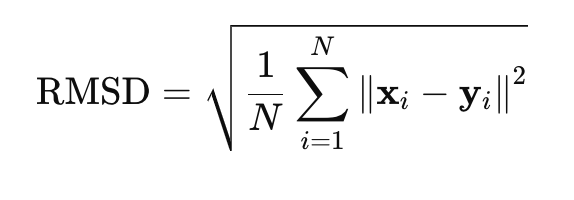 RMSD = \sqrt{\frac{1}{N} \sum_{i=1}^{N} \|\mathbf{x}_i - \mathbf{y}_i\|^2}